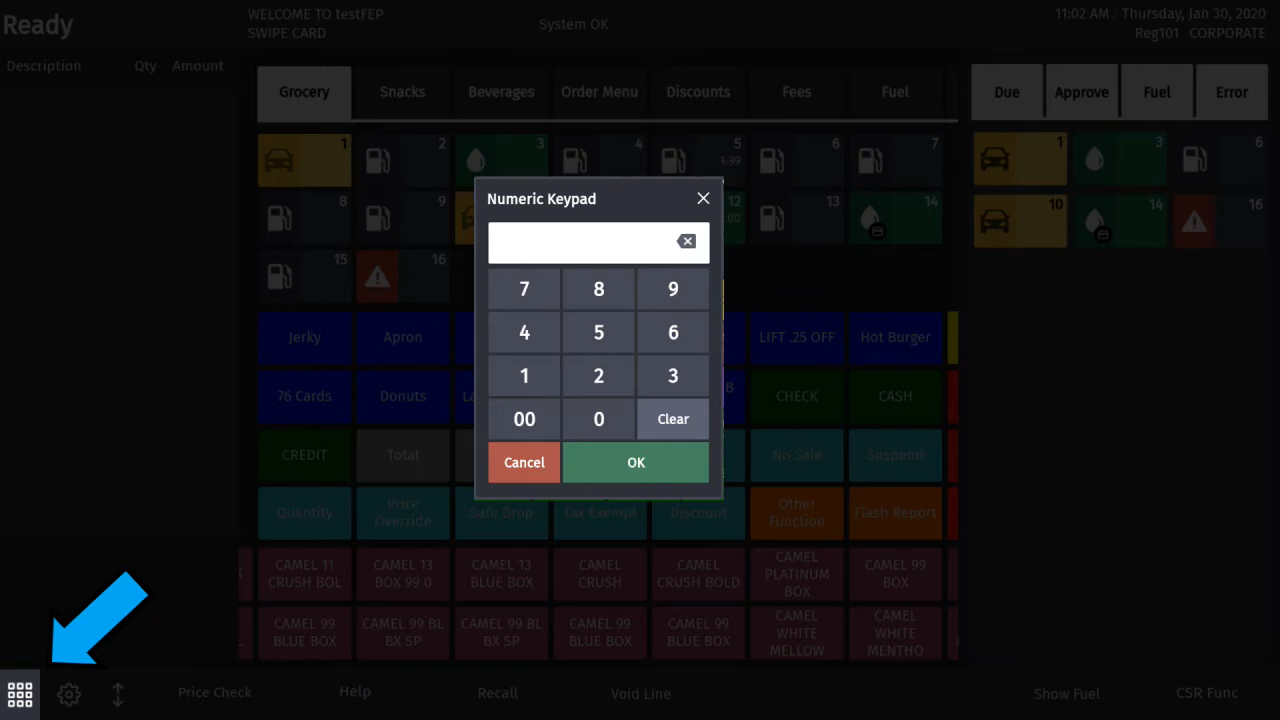 Ready
WELCOME TO testFEP
SWIPE CARD
System OK
11:02 AM / Thursday, Jan 30, 2020
Reg101 CORPORATE
Description Qty Amount
Grocery Snacks Beverages Order Menu Discounts Fees Fuel
Due Approve Fuel Error
1 2 3 4 5 6 7
1.39
1 3 6
8 9 12 13 14
.00
10 14 16
15 16
Numeric Keypad
7 8 9
4 5 6
1 2 3
00 0 Clear
Cancel OK
Jerky Apron LIFT .25 OFF Hot Burger
76 Cards Donuts CHECK CASH
CREDIT Total No Sale Suspend
Quantity Price Override Safe Drop Tax Exempt Discount Other Function Flash Report
CAMEL 11 CRUSH BOL
CAMEL 13 BOX 99 0
CAMEL 13 BLUE BOX
CAMEL CRUSH
CAMEL CRUSH BOLD
CAMEL PLATINUM BOX
CAMEL 99 BOX
CAMEL 99 BLUE BOX
CAMEL 99 BL BX SP
CAMEL 99 BL BX SP
CAMEL 99 BLUE BOX
CAMEL 99 BLUE BOX
CAMEL WHITE MELLOW
CAMEL WHITE MENTHO
Price Check Help Recall Void Line Show Fuel CSR Func